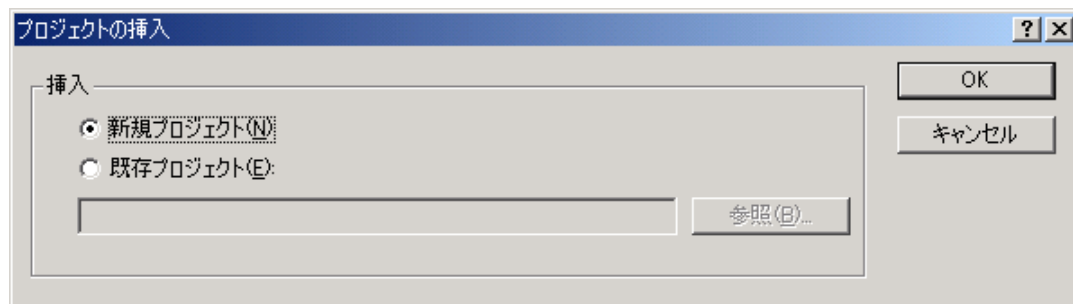 プロジェクトの挿入
挿入
OK
新規プロジェクト(N)
キャンセル
既存プロジェクト(E):
参照(B)...